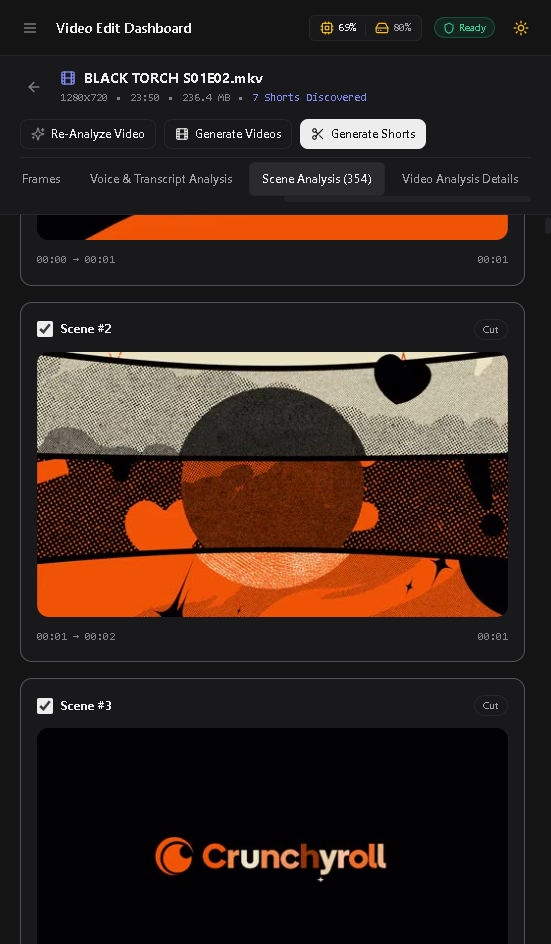 Video Edit Dashboard
69%
80%
Ready
BLACK TORCH S01E02.mkv
1280x720 • 23:50 • 236.4 MB • 7 Shorts Discovered
Re-Analyze Video
Generate Videos
Generate Shorts
Frames
Voice & Transcript Analysis
Scene Analysis (354)
Video Analysis Details
00:00 → 00:01
00:01
Scene #2
Cut
00:01 → 00:02
00:01
Scene #3
Cut
Crunchyroll